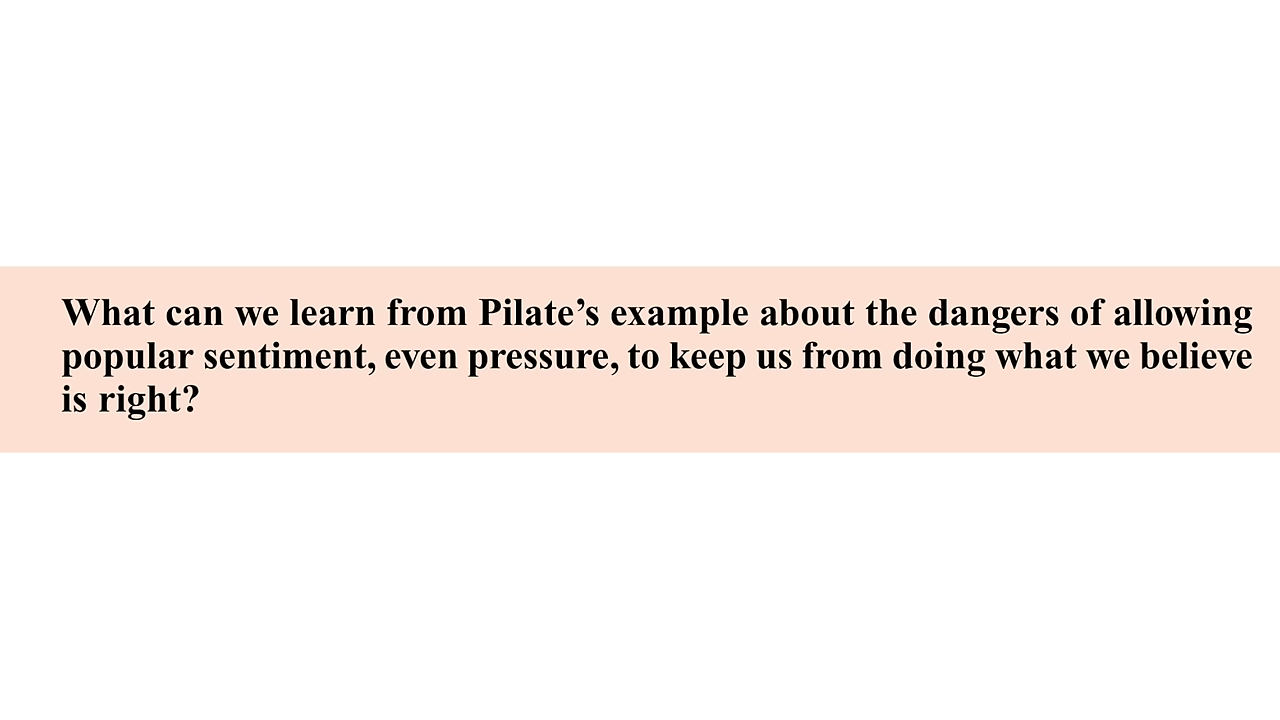 What can we learn from Pilate’s example about the dangers of allowing
popular sentiment, even pressure, to keep us from doing what we believe
is right?